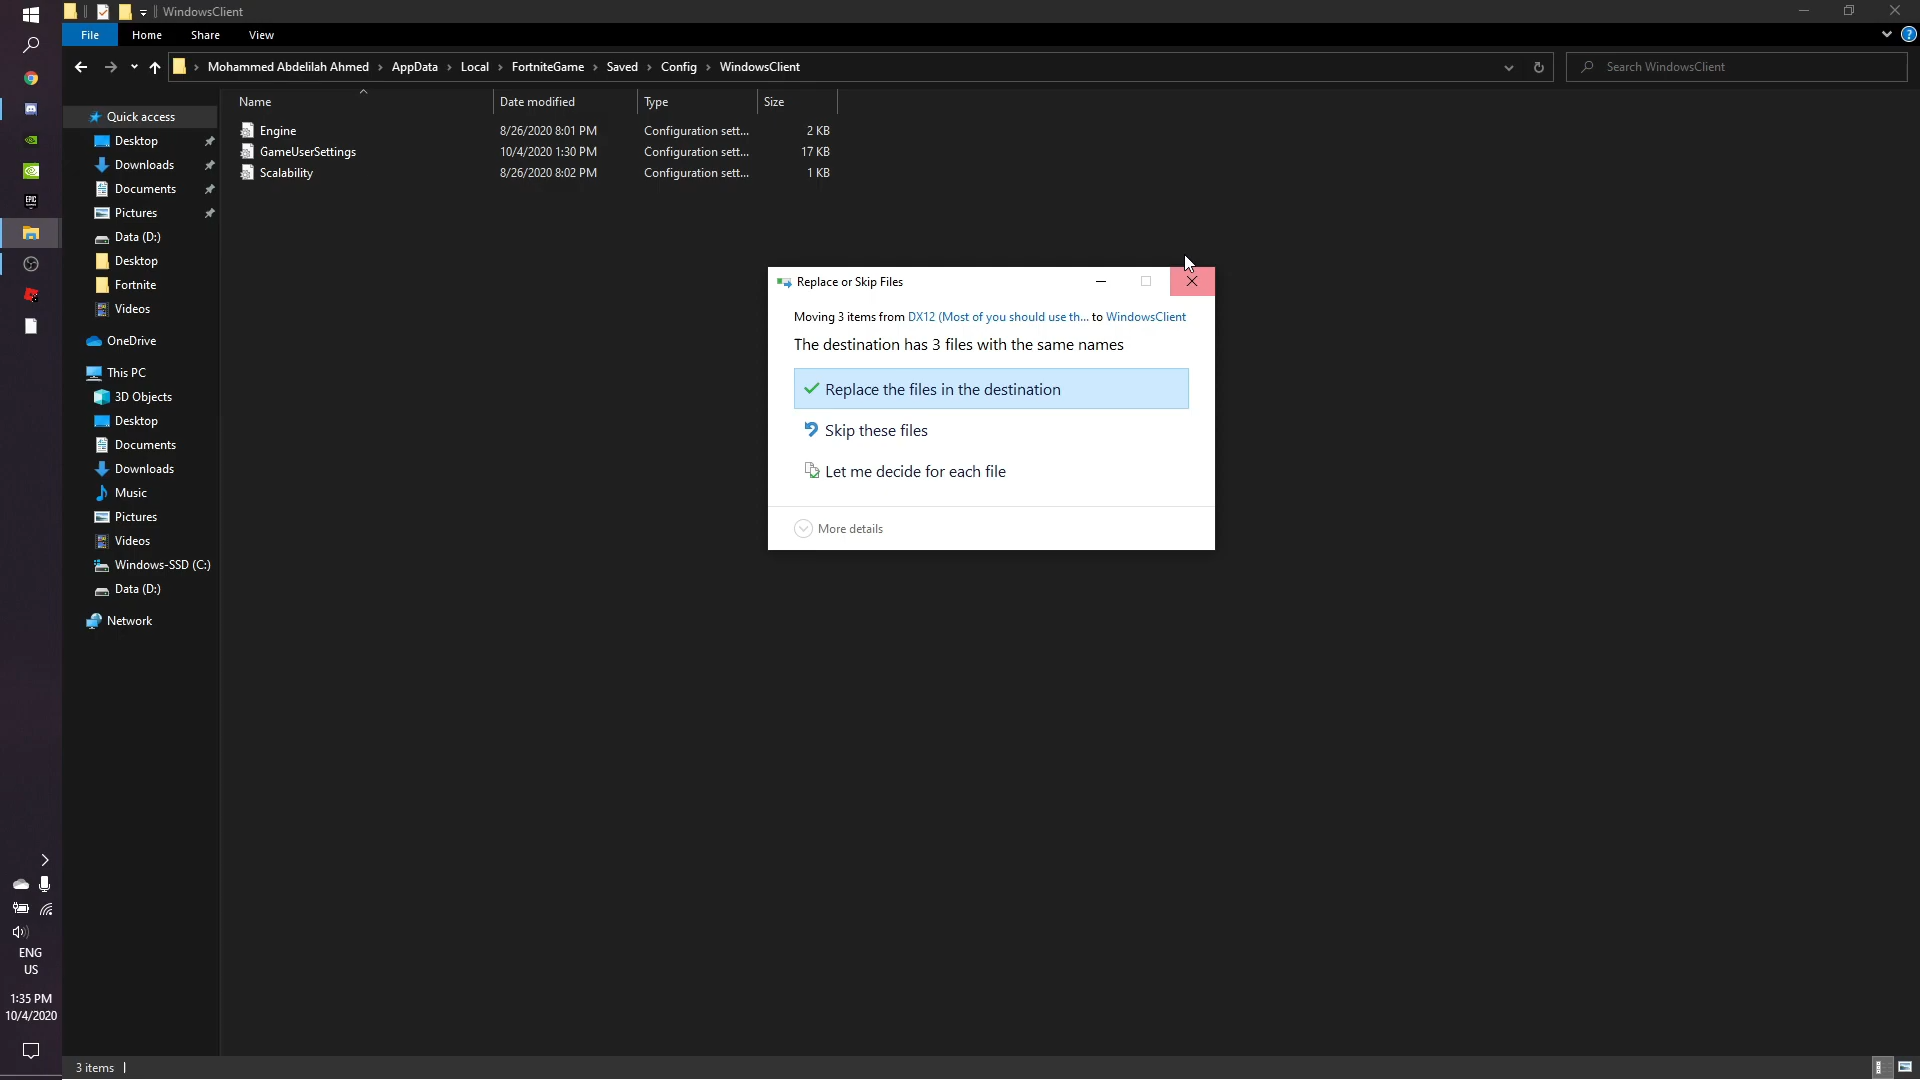 WindowsClient
File
Home
Share
View
Mohammed Abdelilah Ahmed
AppData
Local
FortniteGame
Saved
Config
WindowsClient
Search WindowsClient
Name
Date modified
Type
Size
Engine
8/26/2020 8:01 PM
Configuration sett...
2 KB
GameUserSettings
10/4/2020 1:30 PM
Configuration sett...
17 KB
Scalability
8/26/2020 8:02 PM
Configuration sett...
1 KB
Quick access
Desktop
Downloads
Documents
Pictures
Data (D:)
Desktop
Fortnite
Videos
OneDrive
This PC
3D Objects
Desktop
Documents
Downloads
Music
Pictures
Videos
Windows-SSD (C:)
Data (D:)
Network
Replace or Skip Files
Moving 3 items from DX12 (Most of you should use th... to WindowsClient
The destination has 3 files with the same names
Replace the files in the destination
Skip these files
Let me decide for each file
More details
EPIC
ENG
US
1:35 PM
10/4/2020
3 items